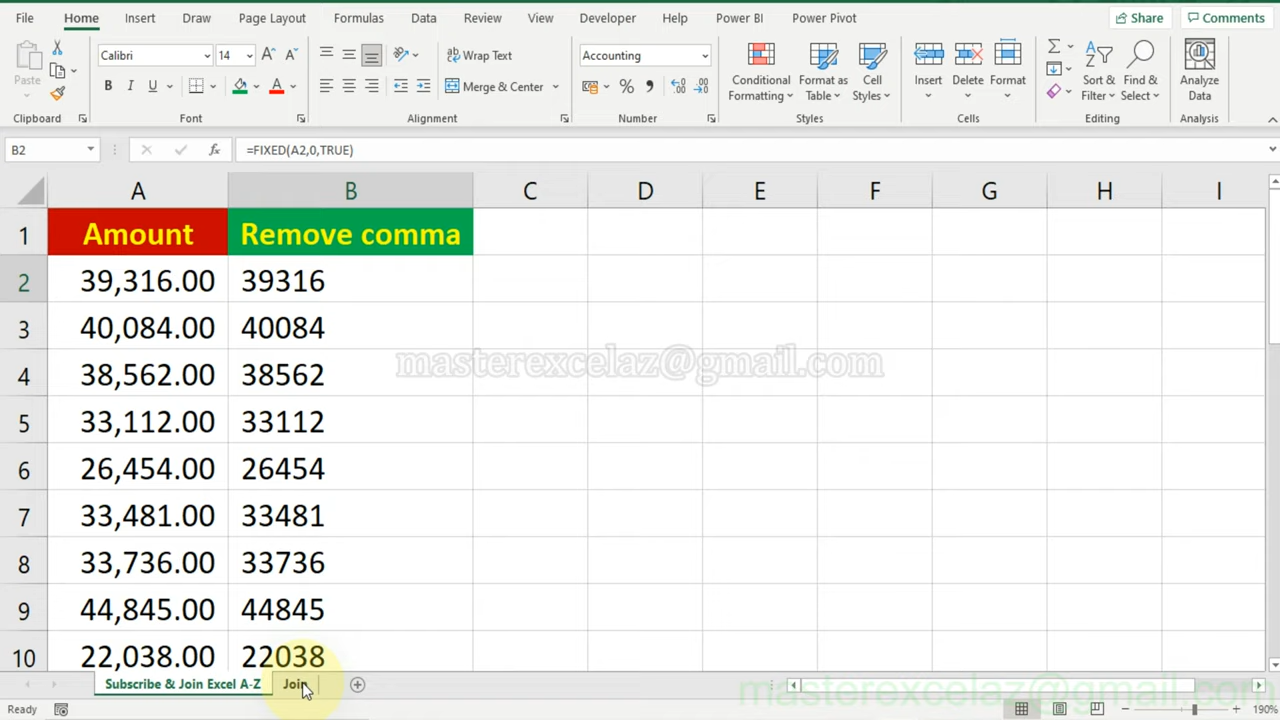 File Home Insert Draw Page Layout Formulas Data Review View Developer Help Power BI Power Pivot Share Comments
Calibri 14 Wrap Text Accounting
Paste B I U A Merge & Center % Conditional Formatting Format as Table Cell Styles Insert Delete Format Sort & Filter Find & Select Analyze Data
Clipboard Font Alignment Number Styles Cells Editing Analysis
B2 fx =FIXED(A2,0,TRUE)
A B C D E F G H I
1 Amount Remove comma
2 39,316.00 39316
3 40,084.00 40084
4 38,562.00 38562
masterexcelaz@gmail.com
5 33,112.00 33112
6 26,454.00 26454
7 33,481.00 33481
8 33,736.00 33736
9 44,845.00 44845
10 22,038.00 22038
Subscribe & Join Excel A-Z Join
masterexcelaz@gmail.com
Ready 190%